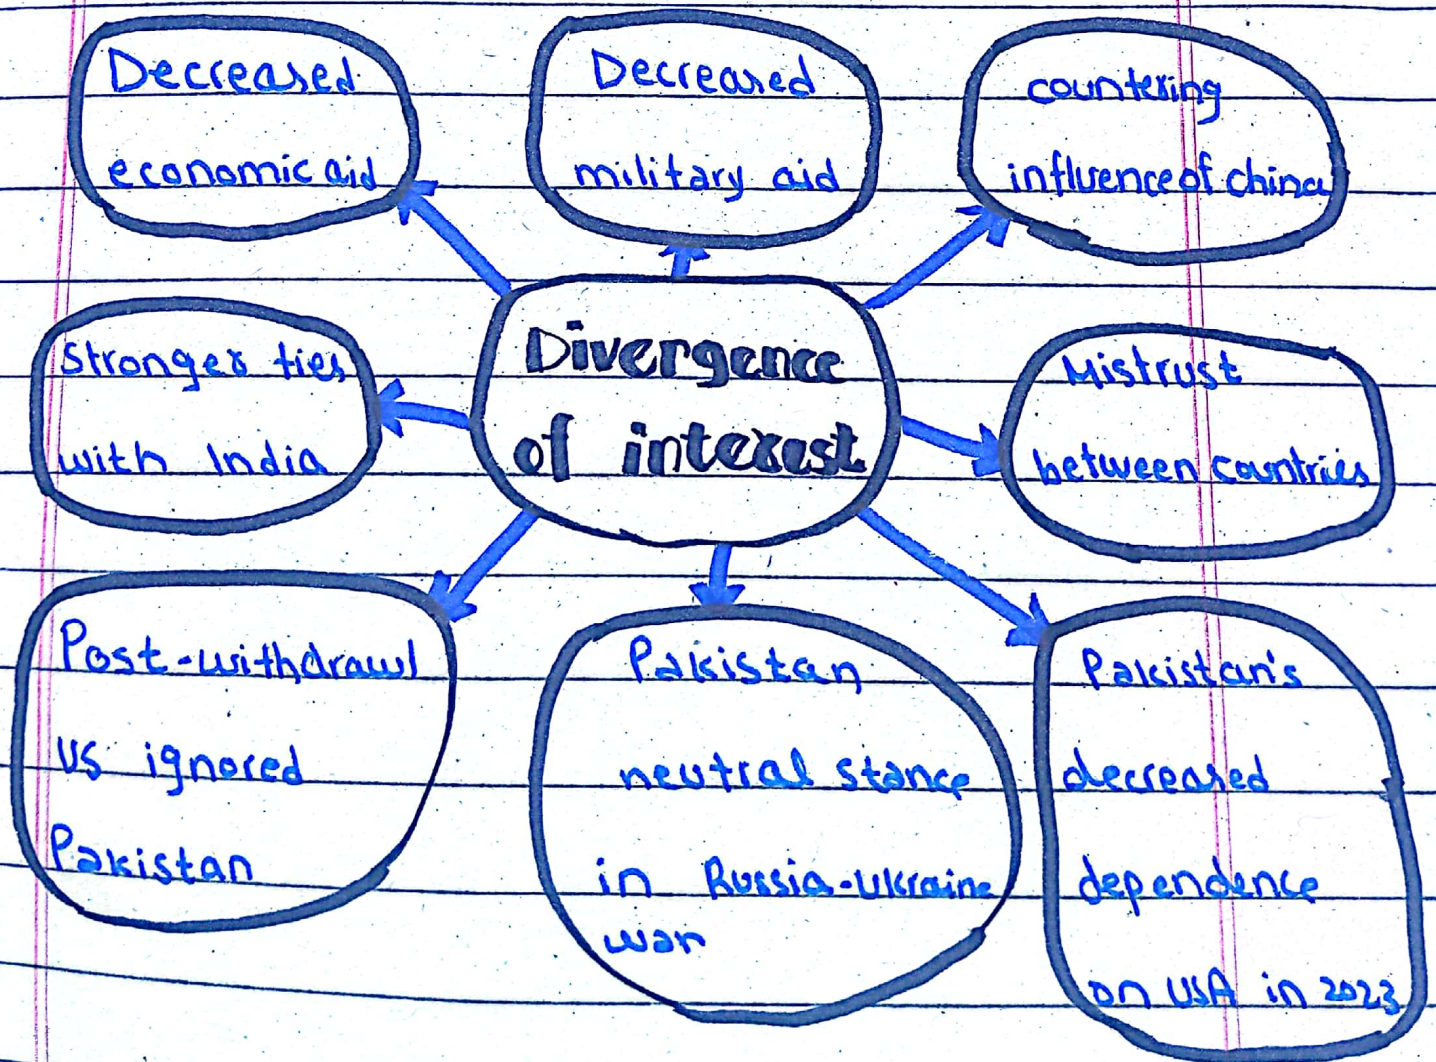 Decreased
economic aid
Decreased
military aid
countering
influence of china
Stronger ties
with India
Divergence
of interest
Mistrust
between countries
Post-withdrawl
US ignored
Pakistan
Pakistan
neutral stance
in Russia-Ukraine
war
Pakistan's
decreased
dependence
on USA in 2023